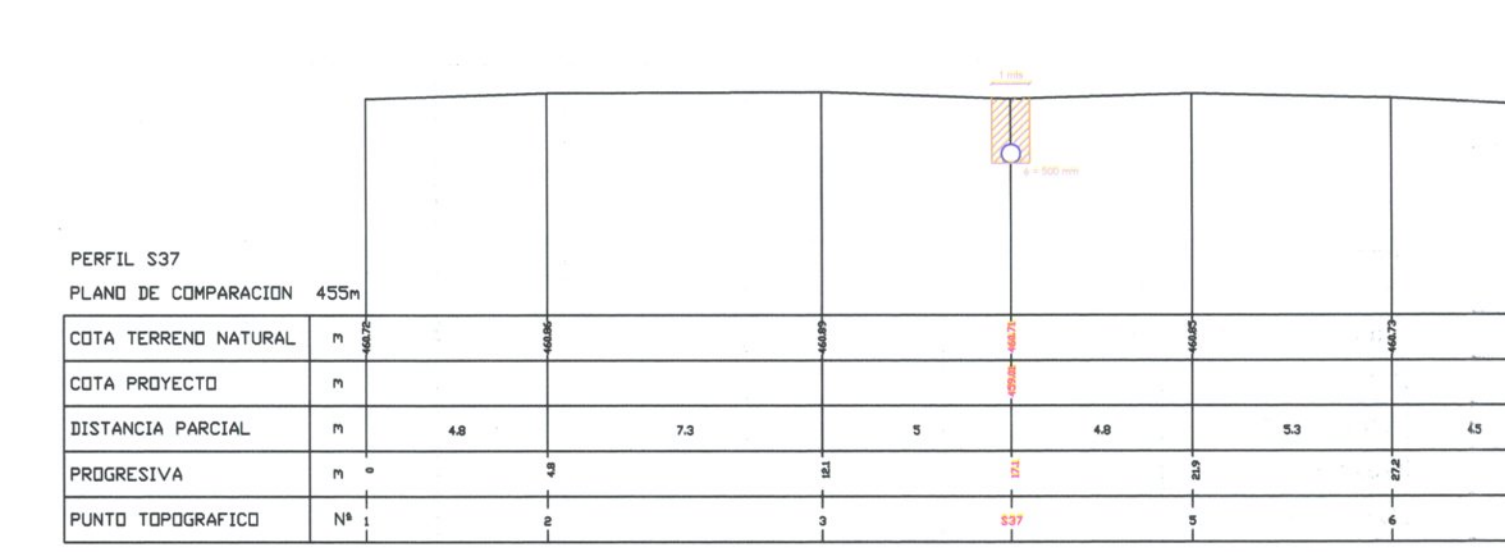 1 mts
ø = 500 mm
PERFIL S37
PLANO DE COMPARACION 455m
COTA TERRENO NATURAL m 460.72 460.86 460.89 460.71 460.85 460.73
COTA PROYECTO m 459.01
DISTANCIA PARCIAL m 4.8 7.3 5 4.8 5.3 4.5
PROGRESIVA m 0 4.8 12.1 17.1 21.9 27.2
PUNTO TOPOGRAFICO Nº 1 2 3 S37 5 6